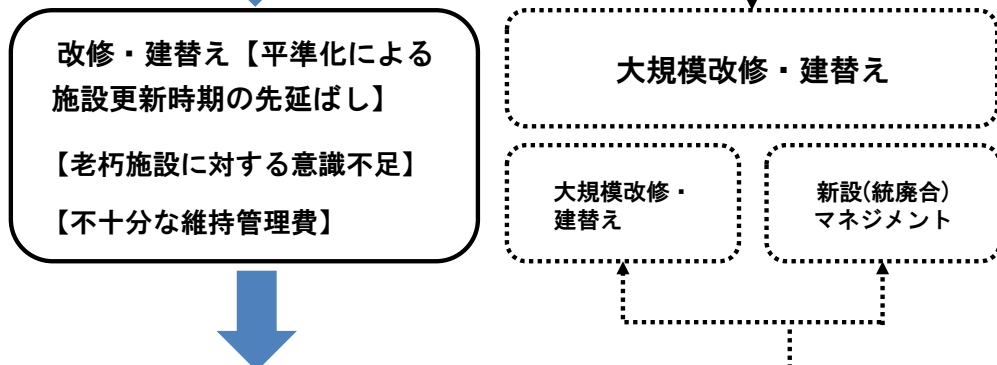 改修・建替え【平準化による
施設更新時期の先延ばし】
【老朽施設に対する意識不足】
【不十分な維持管理費】
大規模改修・建替え
大規模改修・
建替え
新設(統廃合)
マネジメント